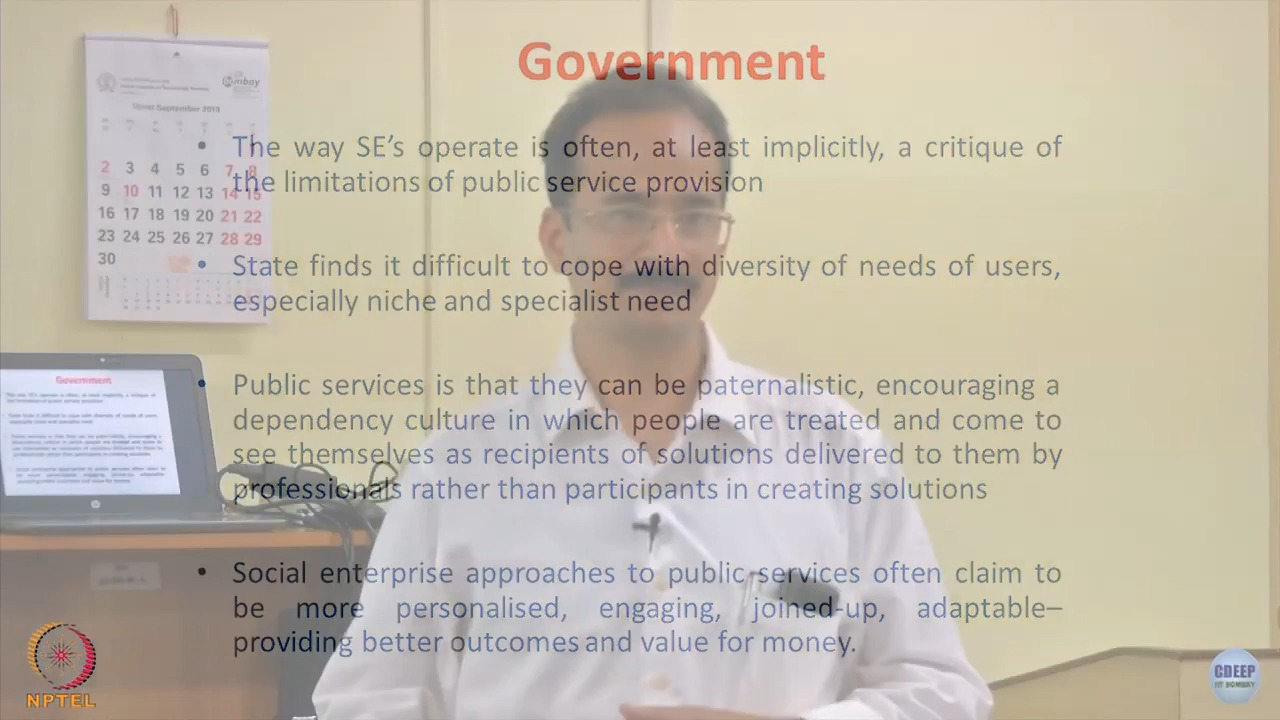 Government
• The way SE's operate is often, at least implicitly, a critique of
the limitations of public service provision
• State finds it difficult to cope with diversity of needs of users,
especially niche and specialist need
• Public services is that they can be paternalistic, encouraging a
dependency culture in which people are treated and come to
see themselves as recipients of solutions delivered to them by
professionals rather than participants in creating solutions
• Social enterprise approaches to public services often claim to
be more personalised, engaging, joined-up, adaptable–
providing better outcomes and value for money.
Bombay
September 2019
2 3 4 5 6 7 8
9 10 11 12 13 14 15
16 17 18 19 20 21 22
23 24 25 26 27 28 29
30
Government
NPTEL
CDEEP
IIT BOMBAY